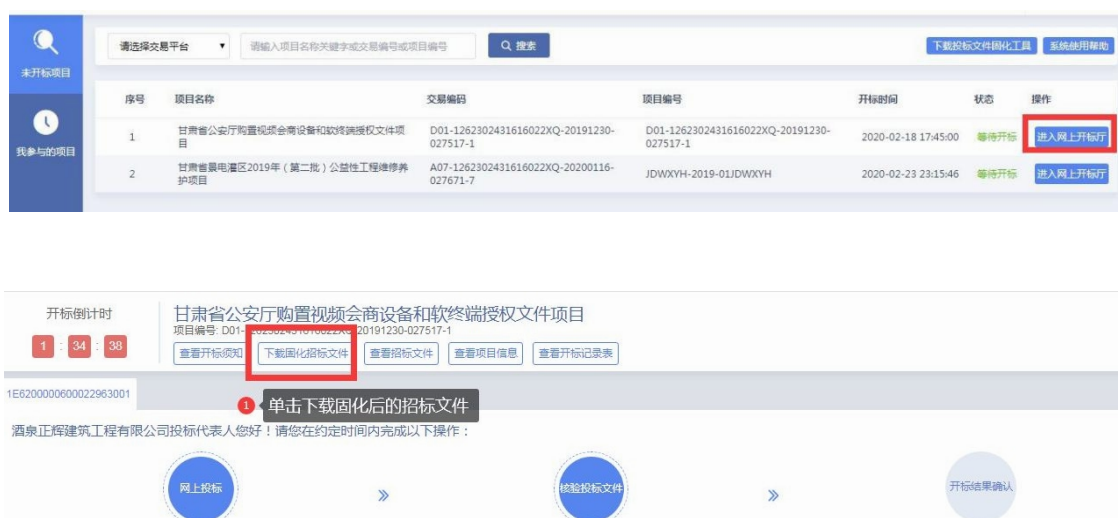 请选择交易平台
请输入项目名称关键字或交易编号或项目编号
搜索
下载投标文件固化工具
系统使用帮助
未开标项目
我参与的项目
序号 项目名称 交易编码 项目编号 开标时间 状态 操作
1 甘肃省公安厅购置视频会商设备和软终端授权文件项 D01-1262302431616022XQ-20191230- D01-1262302431616022XQ-20191230- 2020-02-18 17:45:00 等待开标 进入网上开标厅
目 027517-1 027517-1
2 甘肃省景电灌区2019年(第二批)公益性工程维修养 A07-1262302431616022XQ-20200116- JDWXYH-2019-01JDWXYH 2020-02-23 23:15:46 等待开标 进入网上开标厅
护项目 027671-7
开标倒计时
1 : 34 : 38
甘肃省公安厅购置视频会商设备和软终端授权文件项目
项目编号: D01-1262302431616022XQ-20191230-027517-1
查看开标须知 下载固化招标文件 查看招标文件 查看项目信息 查看开标记录表
1E6200000600022963001
1 单击下载固化后的招标文件
酒泉正辉建筑工程有限公司投标代表人您好!请您在约定时间内完成以下操作:
网上投标 » 核验投标文件 » 开标结果确认